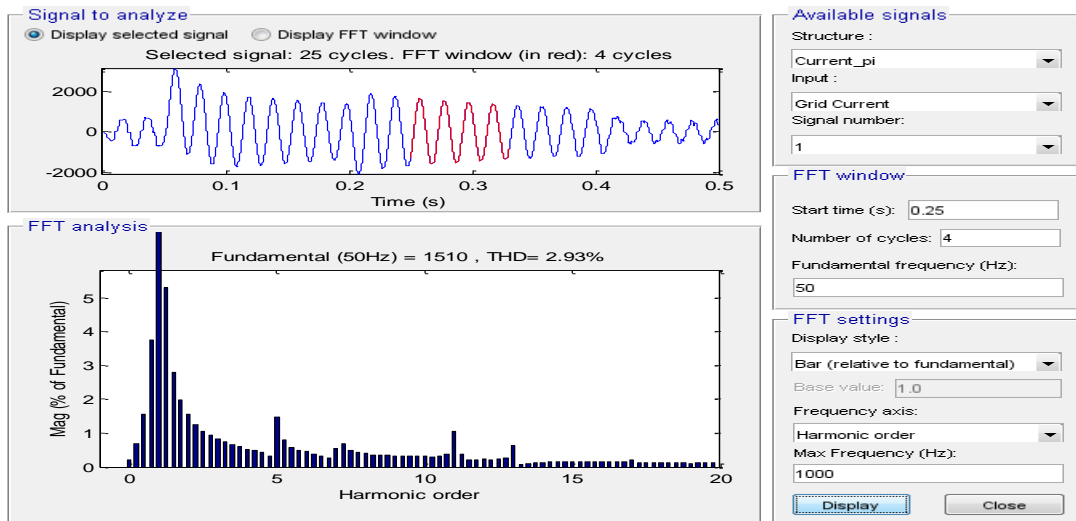 Signal to analyze
Display selected signal Display FFT window
Selected signal: 25 cycles. FFT window (in red): 4 cycles
2000
0
-2000
0 0.1 0.2 0.3 0.4 0.5
Time (s)
FFT analysis
Fundamental (50Hz) = 1510 , THD= 2.93%
Mag (% of Fundamental)
5
4
3
2
1
0
0 5 10 15 20
Harmonic order
Available signals
Structure :
Current_pi
Input :
Grid Current
Signal number:
1
FFT window
Start time (s): 0.25
Number of cycles: 4
Fundamental frequency (Hz):
50
FFT settings
Display style :
Bar (relative to fundamental)
Base value: 1.0
Frequency axis:
Harmonic order
Max Frequency (Hz):
1000
Display Close